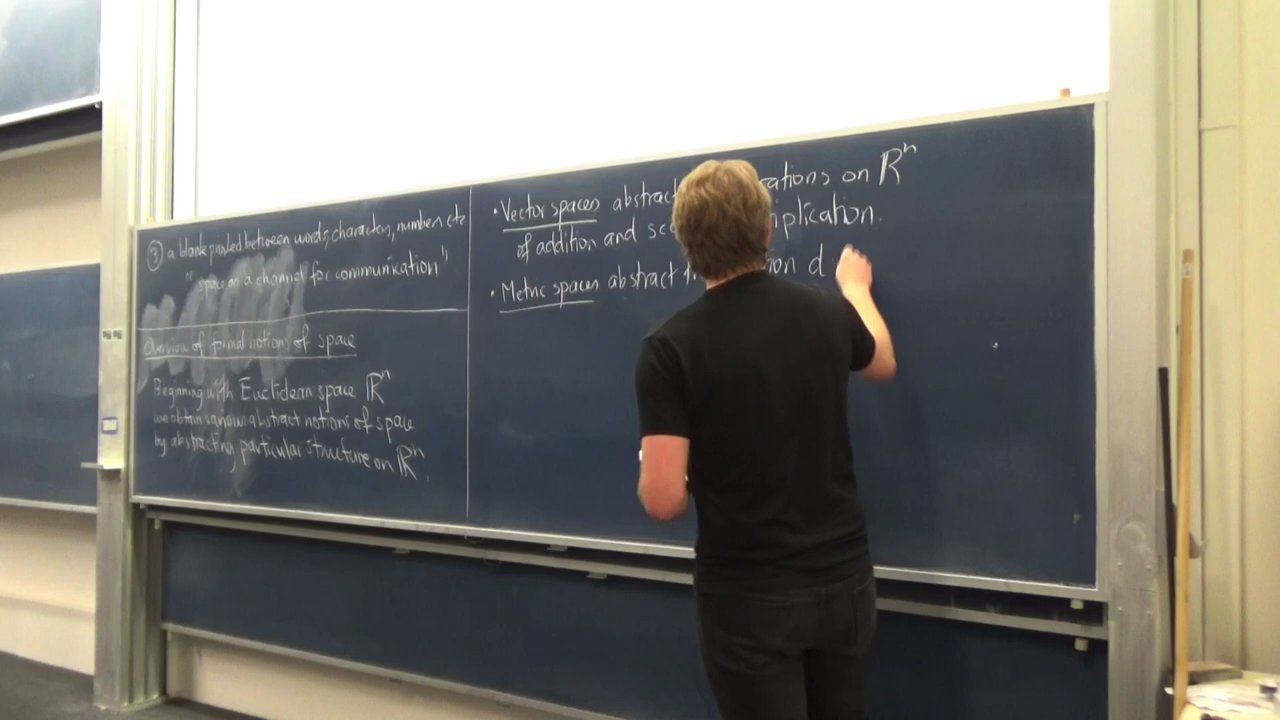 ③ a blank printed between words, characters, numbers etc
"space on a channel for communication"
Overview of formal notions of space
Beginning with Euclidean space ℝⁿ
we obtain various abstract notions of space
by abstracting particular structure on ℝⁿ.
• Vector spaces abstract ations on ℝⁿ
of addition and sc plication.
• Metric spaces abstract t ion d